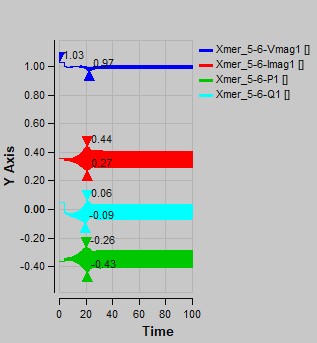 Xmer_5-6-Vmag1 []
Xmer_5-6-Imag1 []
Xmer_5-6-P1 []
Xmer_5-6-Q1 []
Y Axis
1.00
0.80
0.60
0.40
0.20
0.00
-0.20
-0.40
1.03
0.97
0.44
0.27
0.06
-0.09
-0.26
-0.43
0 20 40 60 80 100
Time